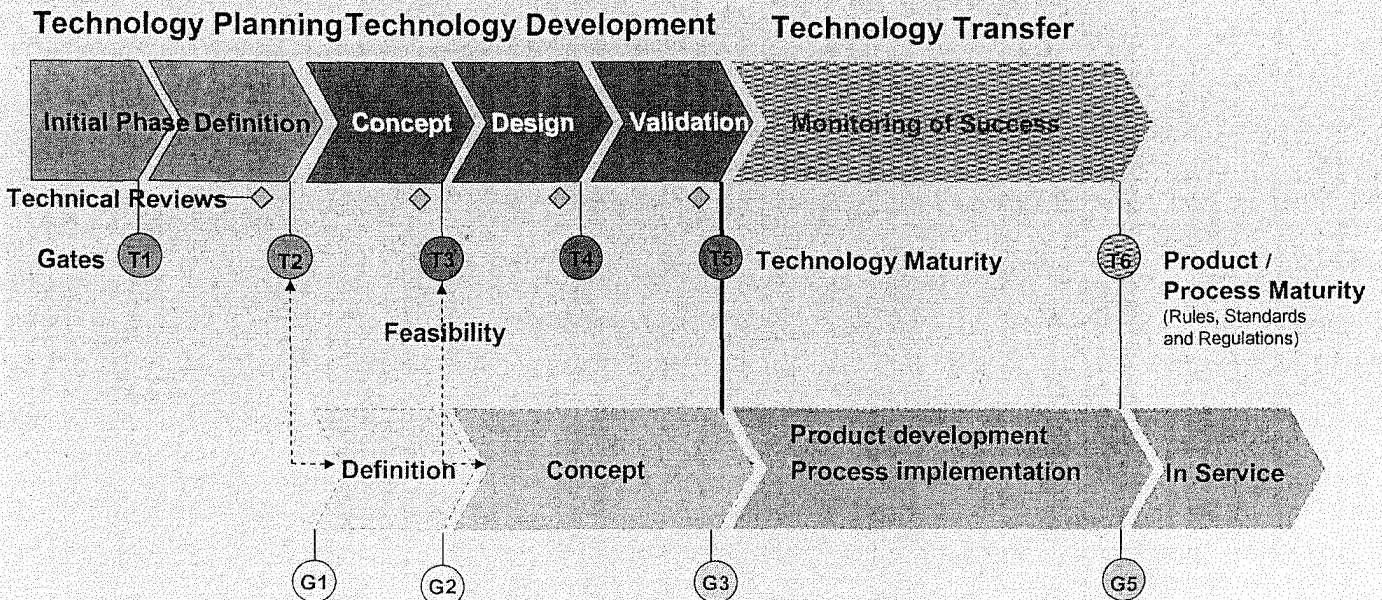 Technology Planning Technology Development Technology Transfer
Initial Phase Definition Concept Design Validation Monitoring of Success
Technical Reviews
Gates T1 T2 T3 T4 T5 Technology Maturity T6 Product /
Process Maturity
(Rules, Standards
and Regulations)
Feasibility
Product development
Definition Concept Process implementation In Service
G1 G2 G3 G5